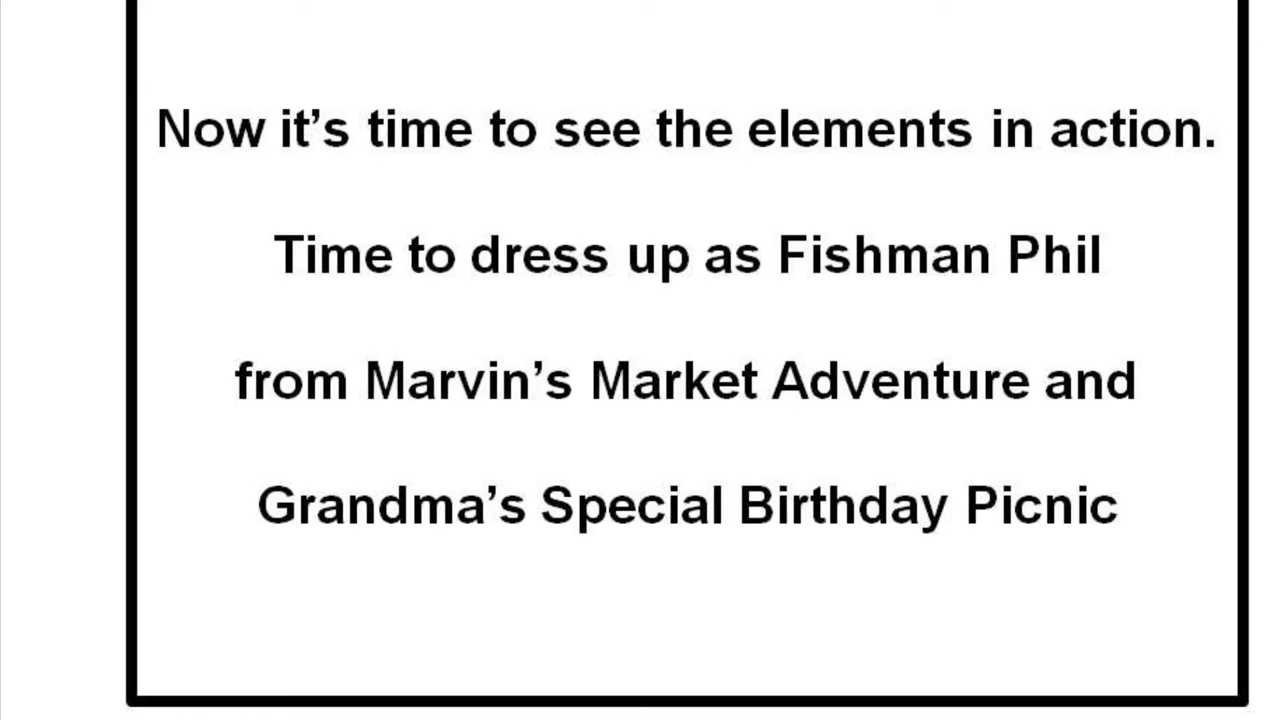 Now it’s time to see the elements in action.
Time to dress up as Fishman Phil
from Marvin’s Market Adventure and
Grandma’s Special Birthday Picnic